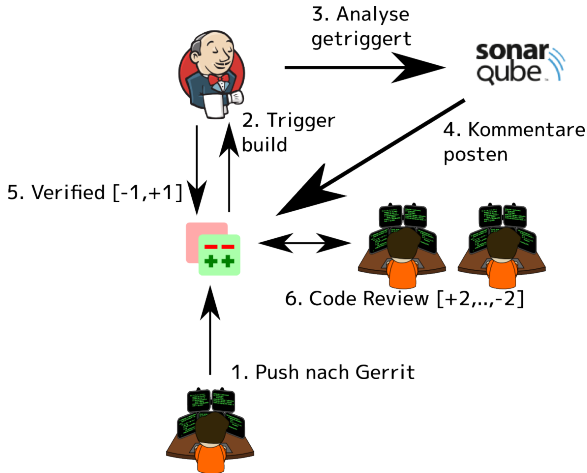 3. Analyse
getriggert
sonar
qube
2. Trigger
build
4. Kommentare
posten
5. Verified [-1,+1]
6. Code Review [+2,..,-2]
1. Push nach Gerrit